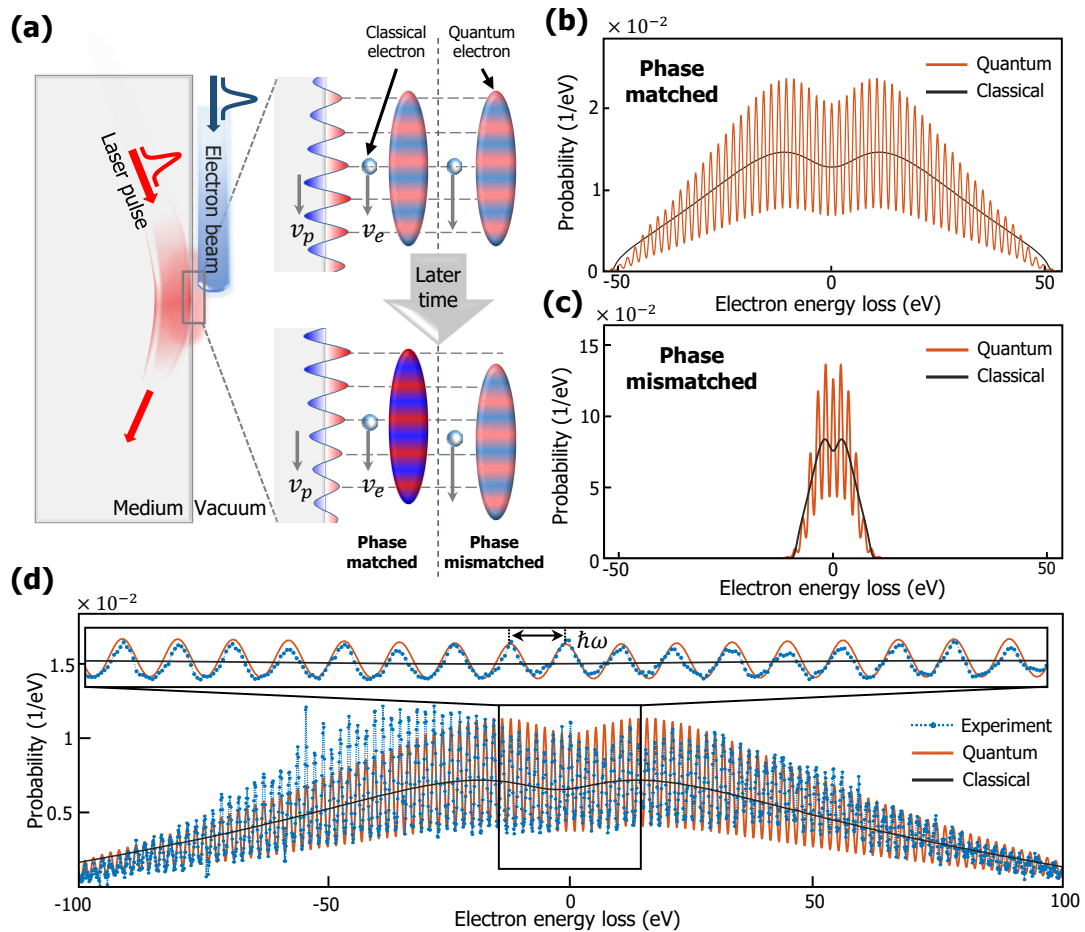 (a)
Classical
electron
Quantum
electron
Laser pulse
Electron beam
v_p
v_e
Later
time
v_p
v_e
Medium
Vacuum
Phase
matched
Phase
mismatched
(b)
× 10⁻²
Phase
matched
Quantum
Classical
Probability (1/eV)
2
1
0
-50
0
50
Electron energy loss (eV)
(c)
× 10⁻²
Phase
mismatched
Quantum
Classical
Probability (1/eV)
15
10
5
0
-50
0
50
Electron energy loss (eV)
(d)
× 10⁻²
ℏω
Experiment
Quantum
Classical
Probability (1/eV)
1.5
1
0.5
-100
-50
0
50
100
Electron energy loss (eV)